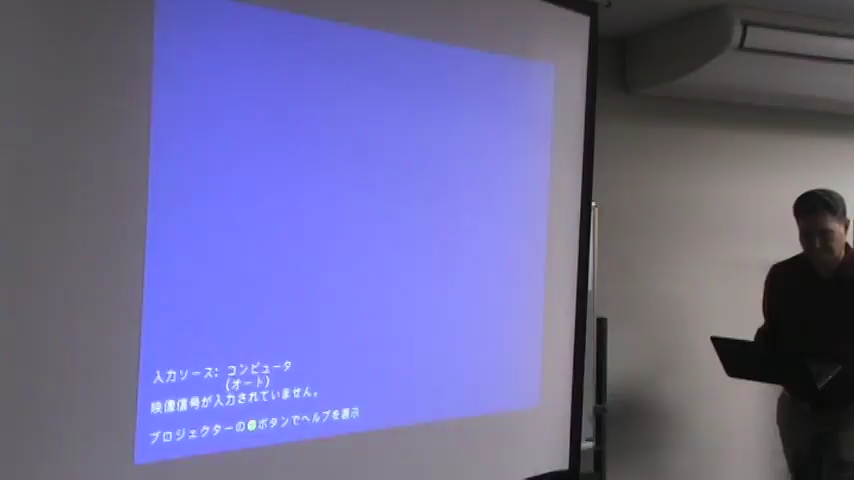 入力ソース: コンピュータ
(オート)
映像信号が入力されていません。
プロジェクターの?ボタンでヘルプを表示